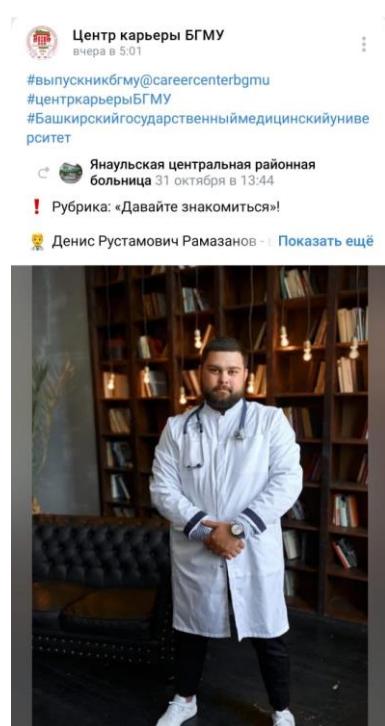 Центр карьеры БГМУ
вчера в 5:01
#выпускникбгму@careercenterbgmu
#центркарьерыБГМУ
#Башкирскийгосударственныймедицинскийуниве
рситет
Янаульская центральная районная
больница 31 октября в 13:44
Рубрика: «Давайте знакомиться»!
Денис Рустамович Рамазанов - Показать ещё